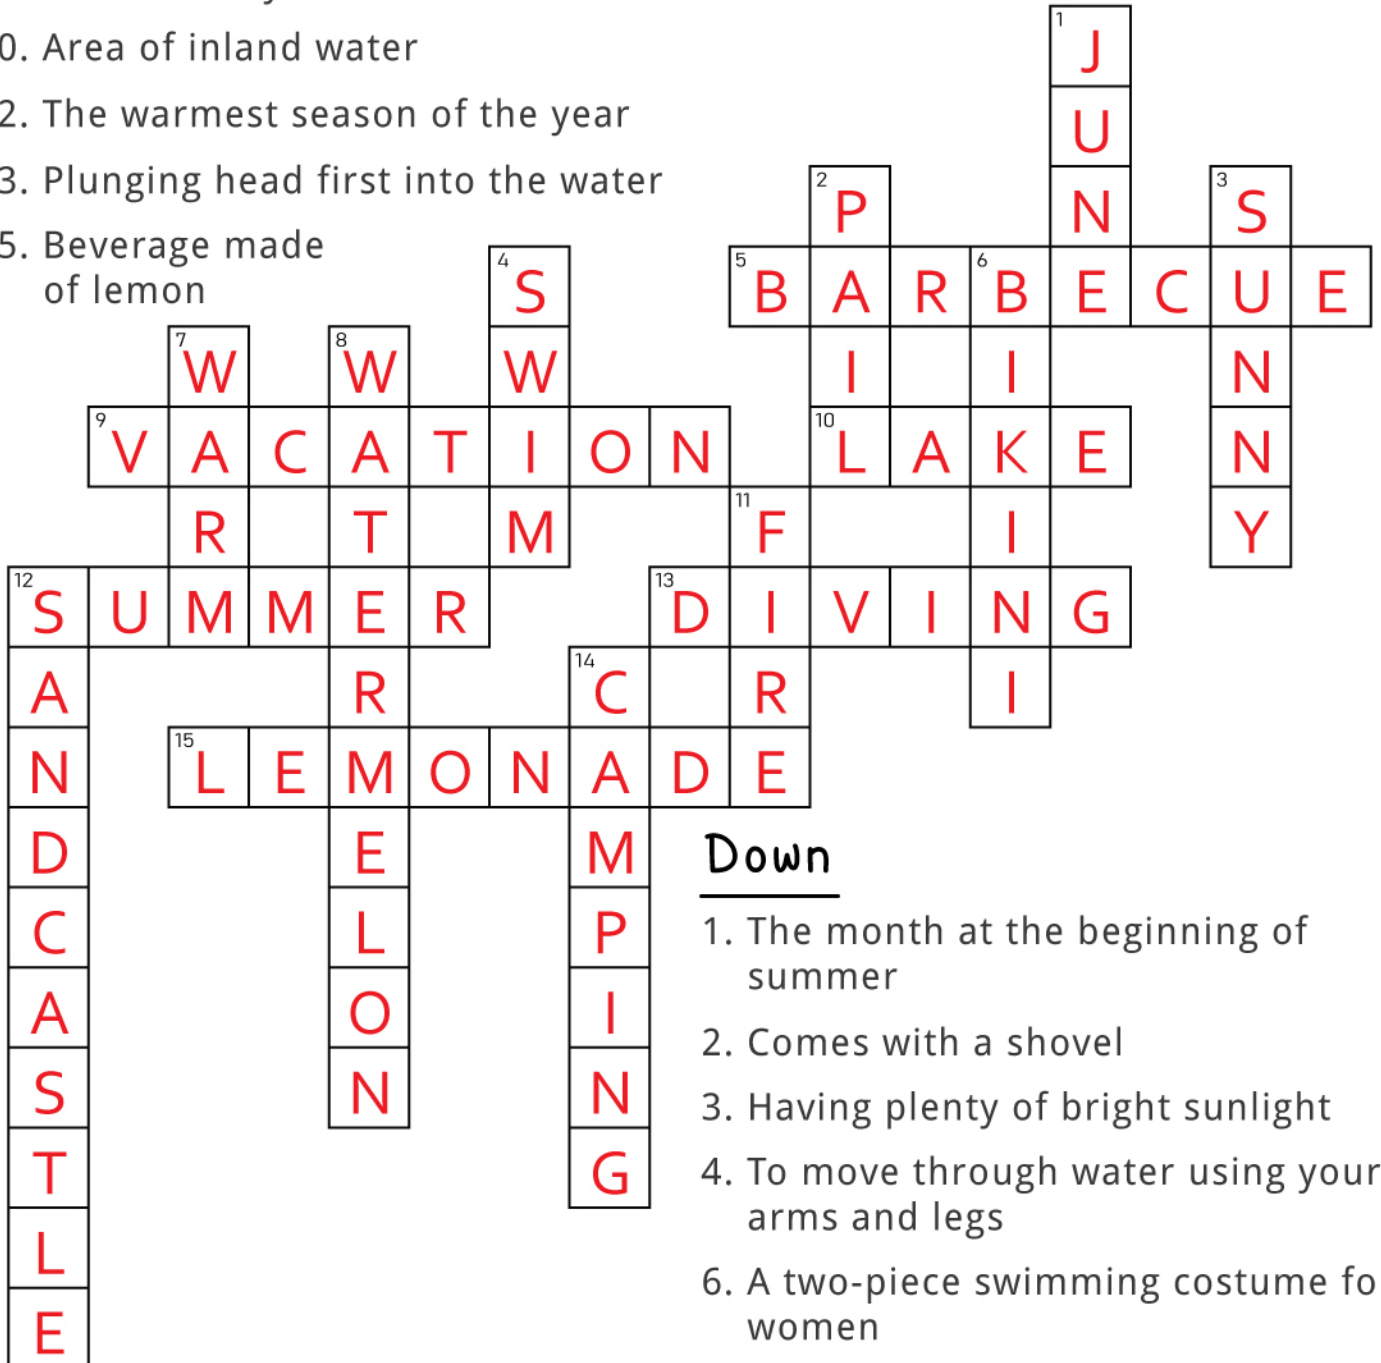 0. Area of inland water
2. The warmest season of the year
3. Plunging head first into the water
5. Beverage made
of lemon
1 J
U
2 P N 3 S
4 S 5 B A R 6 B E C U E
7 W 8 W W I I N
9 V A C A T I O N 10 L A K E N
R T M 11 F I Y
12 S U M M E R 13 D I V I N G
A R 14 C R I
N 15 L E M O N A D E
D E M
C L P
A O I
S N N
T G
L
E
Down
1. The month at the beginning of
summer
2. Comes with a shovel
3. Having plenty of bright sunlight
4. To move through water using your
arms and legs
6. A two-piece swimming costume fo
women